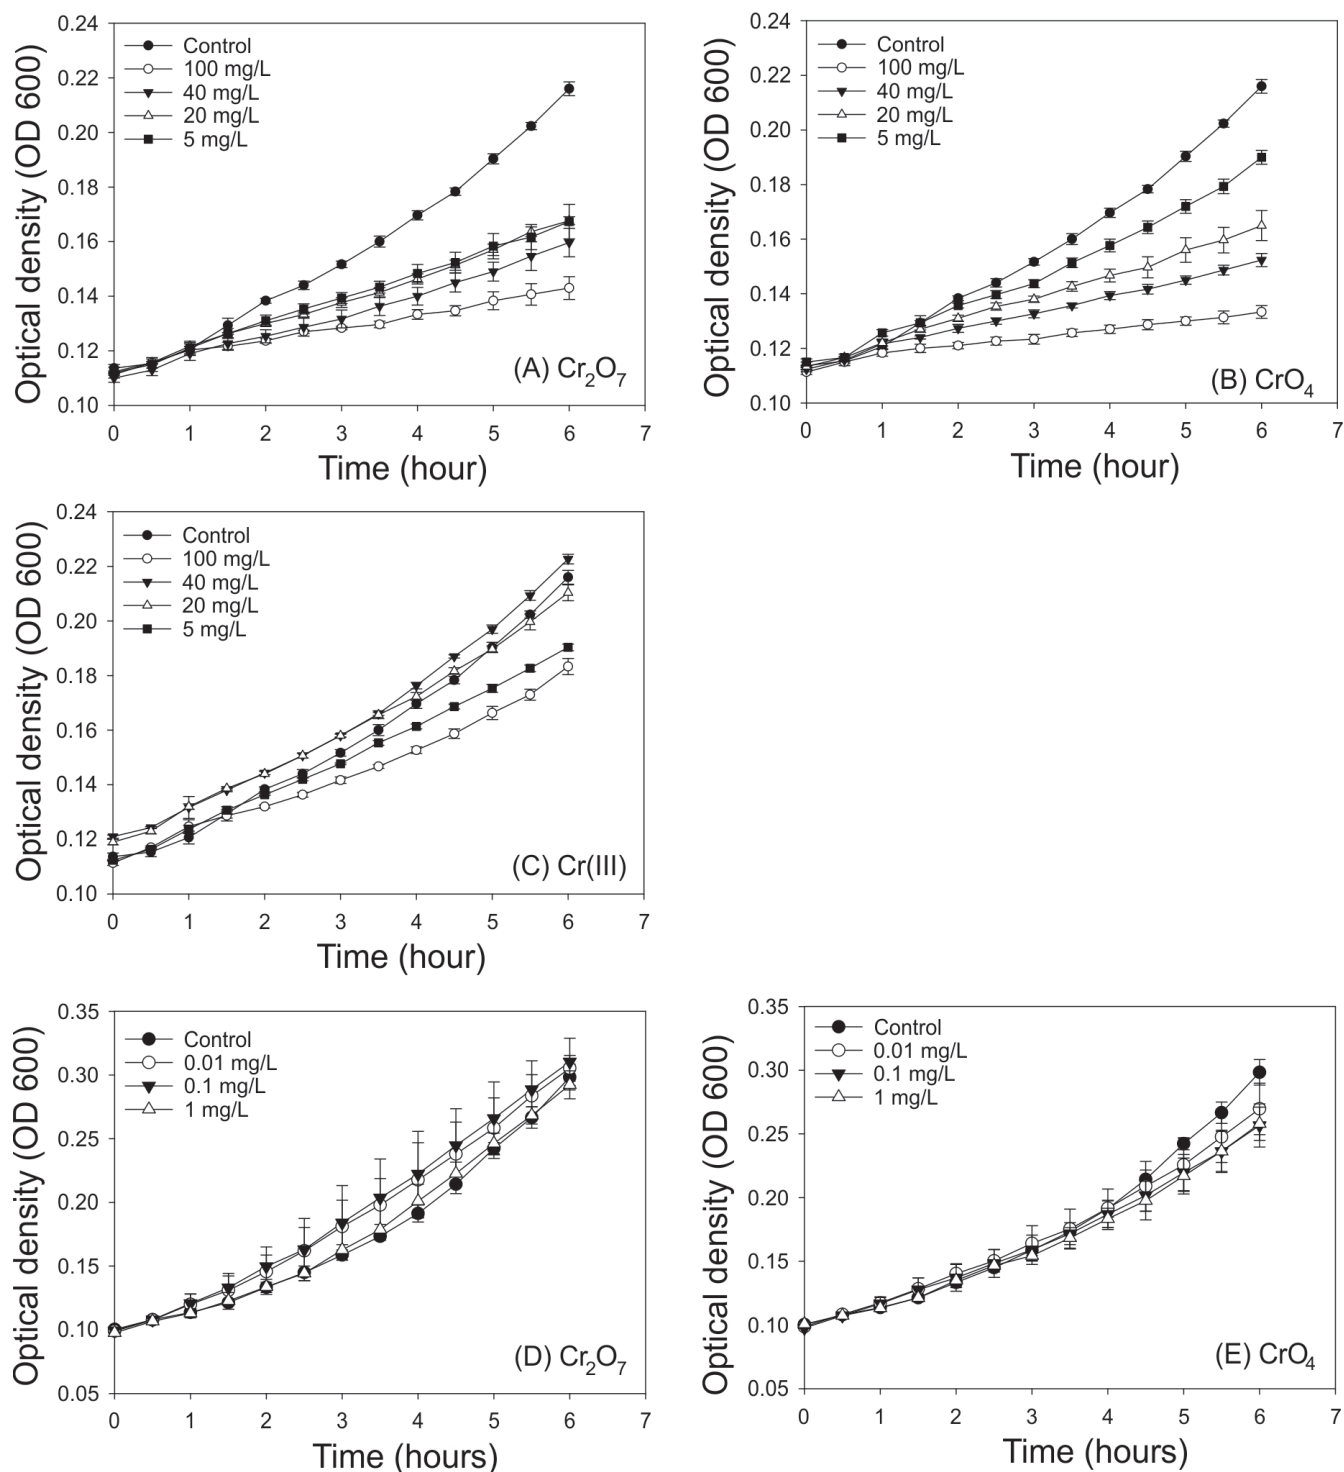 0.24
0.22
0.20
0.18
0.16
0.14
0.12
0.10
Optical density (OD 600)
Control
100 mg/L
40 mg/L
20 mg/L
5 mg/L
(A) Cr2O7
0 1 2 3 4 5 6 7
Time (hour)
0.24
0.22
0.20
0.18
0.16
0.14
0.12
0.10
Optical density (OD 600)
Control
100 mg/L
40 mg/L
20 mg/L
5 mg/L
(B) CrO4
0 1 2 3 4 5 6 7
Time (hour)
0.24
0.22
0.20
0.18
0.16
0.14
0.12
0.10
Optical density (OD 600)
Control
100 mg/L
40 mg/L
20 mg/L
5 mg/L
(C) Cr(III)
0 1 2 3 4 5 6 7
Time (hour)
0.35
0.30
0.25
0.20
0.15
0.10
0.05
Optical density (OD 600)
Control
0.01 mg/L
0.1 mg/L
1 mg/L
(D) Cr2O7
0 1 2 3 4 5 6 7
Time (hours)
0.35
0.30
0.25
0.20
0.15
0.10
0.05
Optical density (OD 600)
Control
0.01 mg/L
0.1 mg/L
1 mg/L
(E) CrO4
0 1 2 3 4 5 6 7
Time (hours)